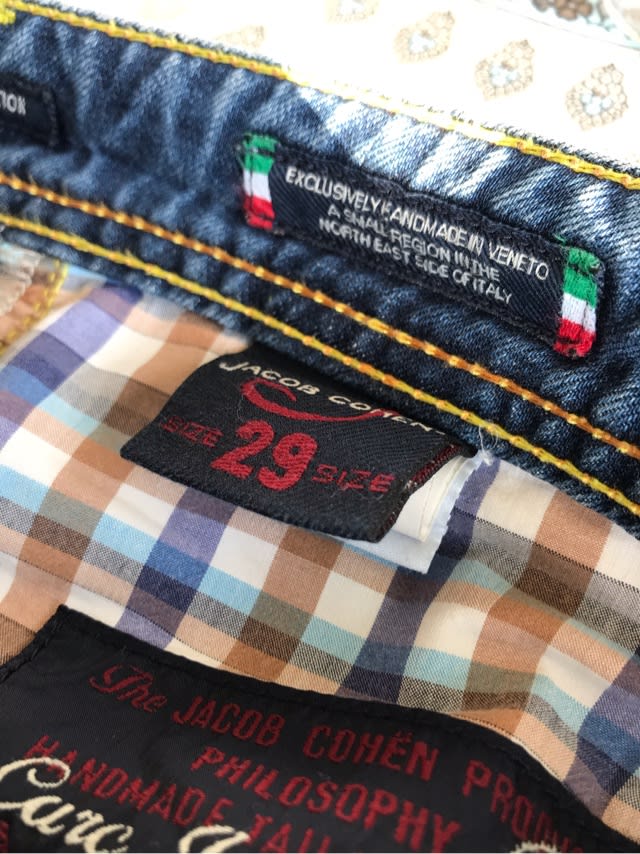 EXCLUSIVELY HANDMADE IN VENETO
A SMALL REGION IN THE
NORTH EAST SIDE OF ITALY
JACOB COHEN
SIZE 29 SIZE
The JACOB COHËN
PHILOSOPHY
HANDMADE
Caro